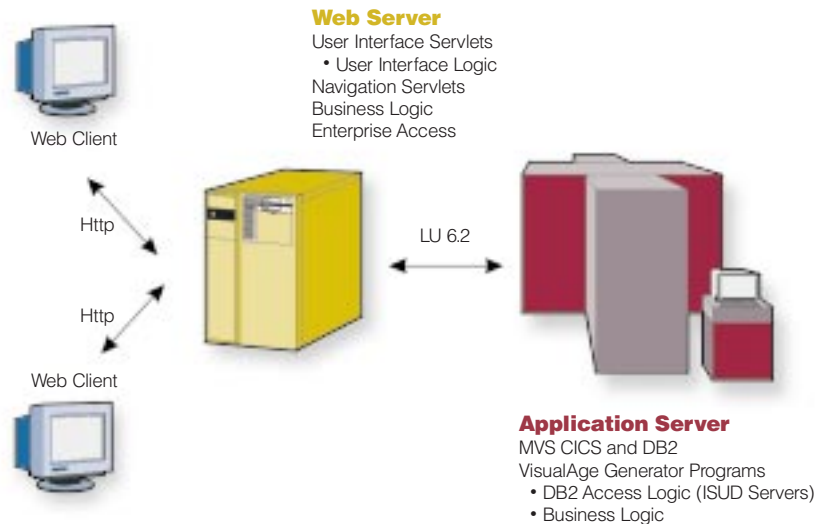 Web Server
User Interface Servlets
• User Interface Logic
Navigation Servlets
Business Logic
Enterprise Access
Web Client
Http
LU 6.2
Http
Web Client
Application Server
MVS CICS and DB2
VisualAge Generator Programs
• DB2 Access Logic (ISUD Servers)
• Business Logic